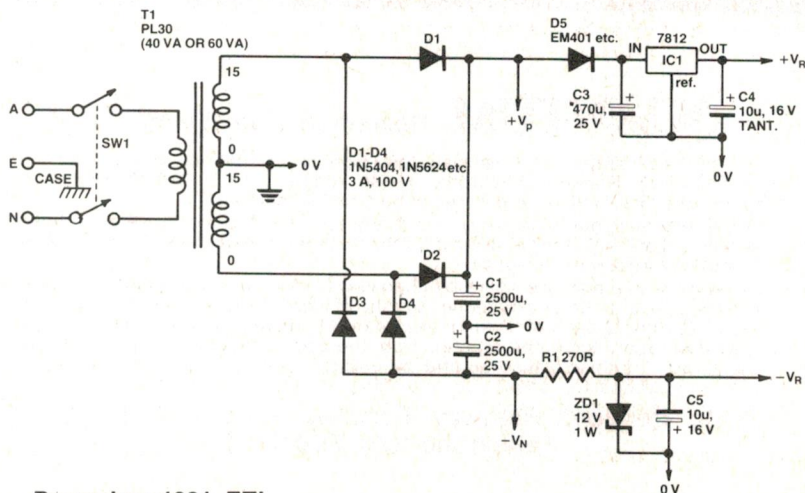 0 V
T1
PL30
(40 VA OR 60 VA)
15
D1
D5
EM401 etc.
IN
7812
OUT
IC1
ref.
+VR
A
SW1
E
CASE
N
0
15
0
0 V
D1-D4
1N5404,1N5624 etc
3 A, 100 V
+Vp
C3
*470u,
25 V
C4
10u, 16 V
TANT.
0 V
D2
D3
D4
C1
2500u,
25 V
0 V
C2
2500u,
25 V
R1 270R
−VR
−VN
ZD1
12 V
1 W
C5
10u,
16 V
0 V